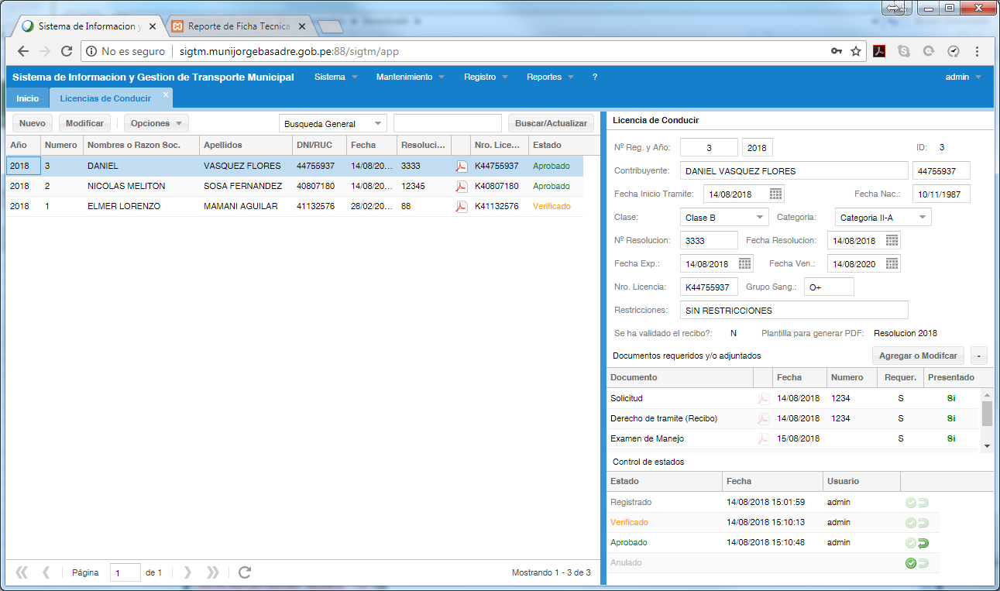 Sistema de Informacion y
Reporte de Ficha Tecnica
No es seguro
sigtm.munijorgebasadre.gob.pe:88/sigtm/app
Sistema de Informacion y Gestion de Transporte Municipal
Sistema
Mantenimiento
Registro
Reportes
?
admin
Inicio
Licencias de Conducir
Nuevo
Modificar
Opciones
Busqueda General
Buscar/Actualizar
Año Numero Nombres o Razon Soc. Apellidos DNI/RUC Fecha Resoluci... Nro. Lice... Estado
2018 3 DANIEL VASQUEZ FLORES 44755937 14/08/20... 3333 K44755937 Aprobado
2018 2 NICOLAS MELITON SOSA FERNANDEZ 40807180 14/08/20... 12345 K40807180 Aprobado
2018 1 ELMER LORENZO MAMANI AGUILAR 41132576 28/02/20... 88 K41132576 Verificado
Página 1 de 1
Mostrando 1 - 3 de 3
Licencia de Conducir
Nº Reg. y Año: 3 2018 ID: 3
Contribuyente: DANIEL VASQUEZ FLORES 44755937
Fecha Inicio Tramite: 14/08/2018 Fecha Nac.: 10/11/1987
Clase: Clase B Categoria: Categoria II-A
Nº Resolucion: 3333 Fecha Resolucion: 14/08/2018
Fecha Exp.: 14/08/2018 Fecha Ven.: 14/08/2020
Nro. Licencia: K44755937 Grupo Sang.: O+
Restricciones: SIN RESTRICCIONES
Se ha validado el recibo?: N Plantilla para generar PDF: Resolucion 2018
Documentos requeridos y/o adjuntados
Agregar o Modifcar
-
Documento Fecha Numero Requer. Presentado
Solicitud 14/08/2018 1234 S Si
Derecho de tramite (Recibo) 14/08/2018 1234 S Si
Examen de Manejo 15/08/2018 S Si
Control de estados
Estado Fecha Usuario
Registrado 14/08/2018 15:01:59 admin
Verificado 14/08/2018 15:10:13 admin
Aprobado 14/08/2018 15:10:48 admin
Anulado